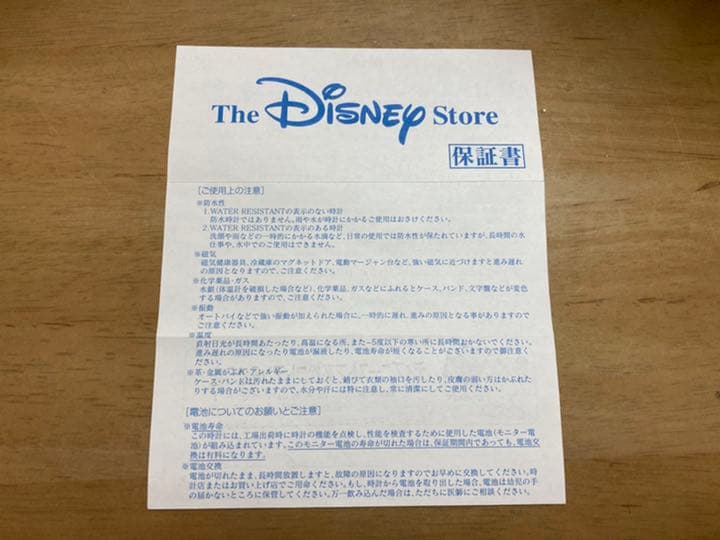 The Disney Store
保証書
[ご使用上の注意]
※防水性
1.WATER RESISTANTの表示のない時計
防水時計ではありません。雨や水が時計にかかるご使用はおさけください。
2.WATER RESISTANTの表示のある時計
洗顔や雨などの一時的にかかる水滴など、日常の使用では防水性が保たれていますが、長時間の水
仕事や、水中でのご使用はできません。
※磁気
磁気健康器具、冷蔵庫のマグネットドア、電動マージャン台など、強い磁気に近づけますと進み遅れ
の原因となりますので、ご注意ください。
※化学薬品・ガス
水銀(体温計を破損した場合など)、化学薬品、ガスなどにふれるとケース、バンド、文字盤などが変色
する場合がありますので、ご注意ください。
※振動
オートバイなどで強い振動が加えられた場合に、一時的に遅れ、進みの原因となる事がありますので
ご注意ください。
※温度
直射日光が長時間あたったり、高温になる所、また−5度以下の寒い所に長時間おかないでください。
進み遅れの原因になったり電池が漏液したり、電池寿命が短くなることがございますので御注意く
ださい。
※革・金属かぶれ・アレルギー
ケース・バンドは汚れたままにしておくと、錆びて衣類の袖口を汚したり、皮膚の弱い方はかぶれた
りする場合がございますので、水分や汗には特に注意し、常に清潔にしてご使用ください。
[電池についてのお願いとご注意]
※電池寿命
この時計には、工場出荷時に時計の機能を点検し、性能を検査するために使用した電池(モニター電
池)が組み込まれています。このモニター電池の寿命が切れた場合は、保証期間内であっても、電池交
換は有料になります。
※電池交換
電池が切れたまま、長時間放置しますと、故障の原因になりますのでお早めに交換してください。時
計店またはお買い上げ店でご用命ください。もし、時計から電池を取り出した場合、電池は幼児の手
の届かないところに保管してください。万一飲み込んだ場合は、ただちに医師にご相談ください。